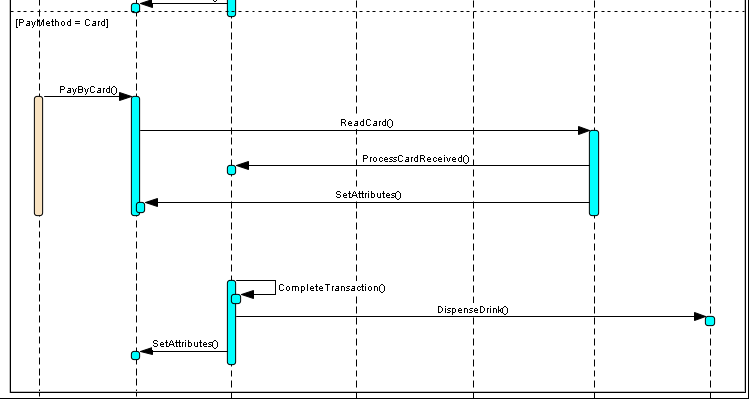 [PayMethod = Card]
PayByCard()
ReadCard()
ProcessCardReceived()
SetAttributes()
CompleteTransaction()
DispenseDrink()
SetAttributes()